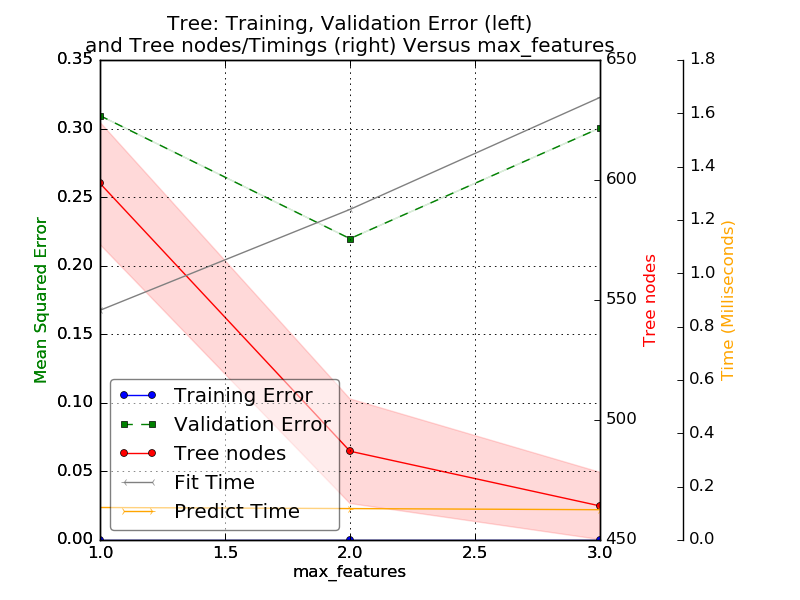 Tree: Training, Validation Error (left)
and Tree nodes/Timings (right) Versus max_features
0.35
0.30
0.25
0.20
0.15
0.10
0.05
0.00
Mean Squared Error
1.0
1.5
2.0
2.5
3.0
max_features
650
600
550
500
450
Tree nodes
1.8
1.6
1.4
1.2
1.0
0.8
0.6
0.4
0.2
0.0
Time (Milliseconds)
Training Error
Validation Error
Tree nodes
Fit Time
Predict Time